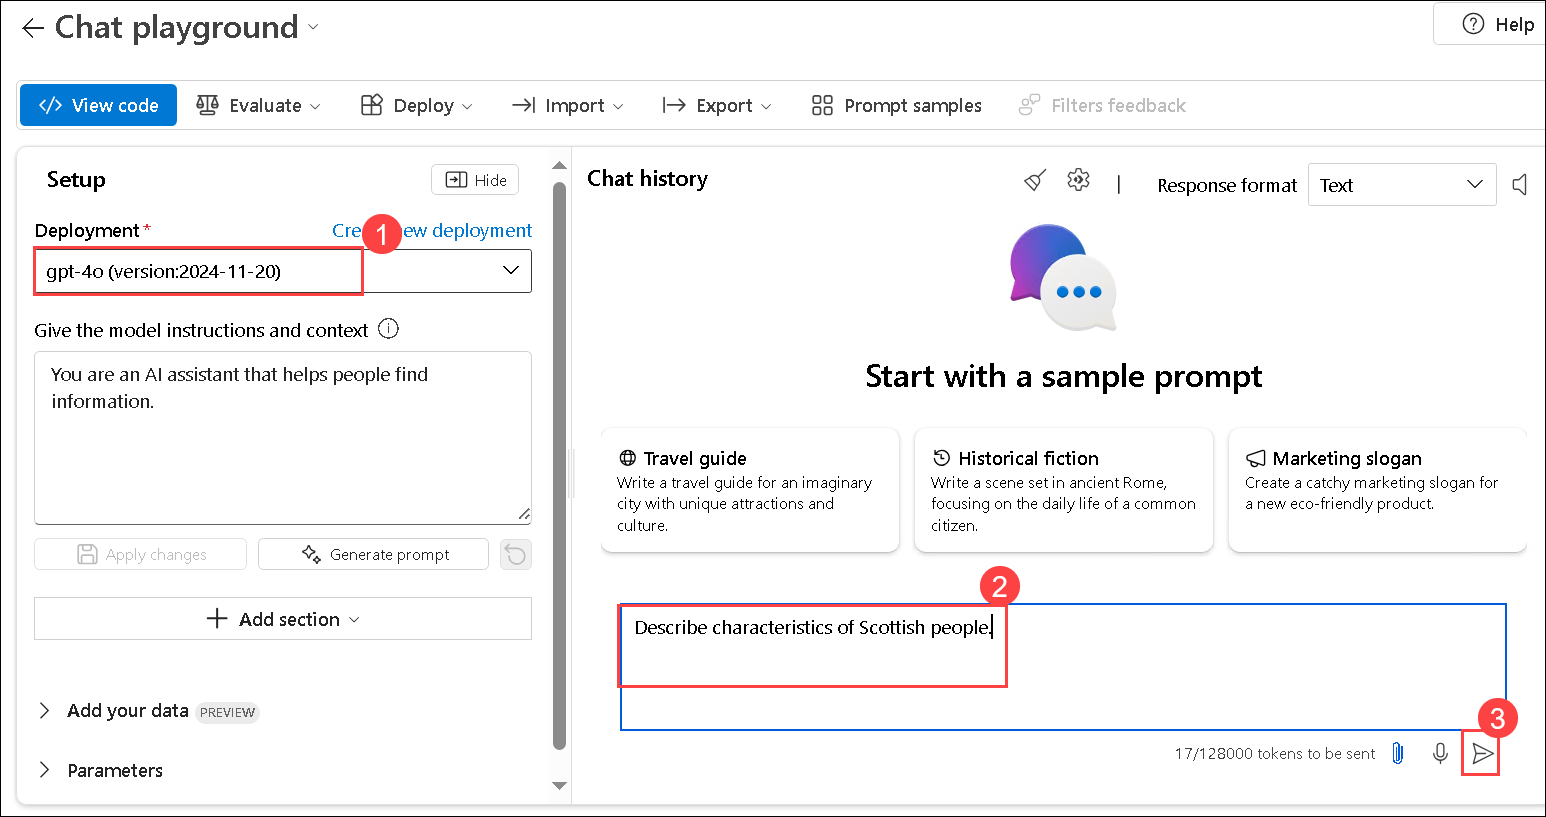 Chat playground
Help
View code
Evaluate
Deploy
Import
Export
Prompt samples
Filters feedback
Setup
Hide
Deployment*
Cre ew deployment
1
gpt-4o (version:2024-11-20)
Give the model instructions and context
You are an AI assistant that helps people find
information.
Apply changes
Generate prompt
Add section
Add your data PREVIEW
Parameters
Chat history
Response format
Text
Start with a sample prompt
Travel guide
Write a travel guide for an imaginary
city with unique attractions and
culture.
Historical fiction
Write a scene set in ancient Rome,
focusing on the daily life of a common
citizen.
Marketing slogan
Create a catchy marketing slogan for
a new eco-friendly product.
2
Describe characteristics of Scottish people.
3
17/128000 tokens to be sent